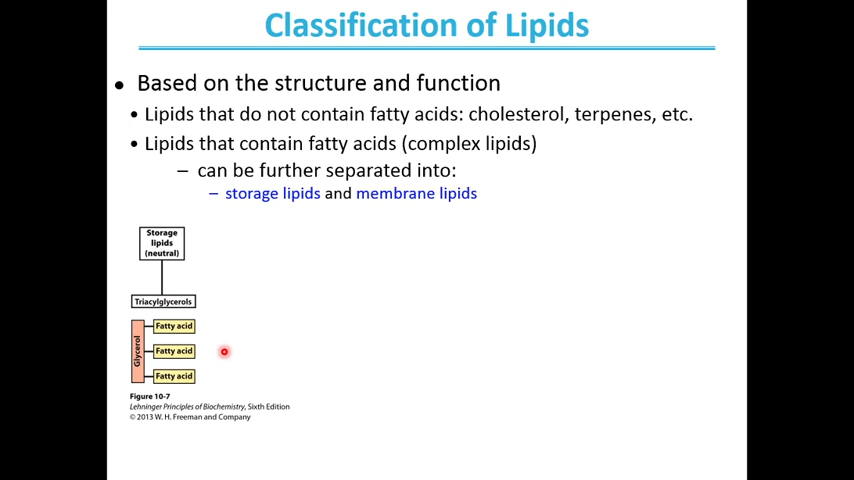 Classification of Lipids
• Based on the structure and function
• Lipids that do not contain fatty acids: cholesterol, terpenes, etc.
• Lipids that contain fatty acids (complex lipids)
– can be further separated into:
– storage lipids and membrane lipids
Storage
lipids
(neutral)
Triacylglycerols
Glycerol
Fatty acid
Fatty acid
Fatty acid
Figure 10-7
Lehninger Principles of Biochemistry, Sixth Edition
© 2013 W. H. Freeman and Company